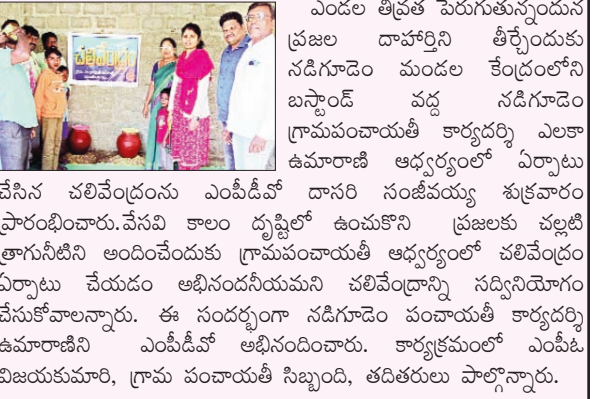 చలివేంద్రం
ఎండల తీవ్రత పెరుగుతున్నందున
ప్రజల దాహార్తిని తీర్చేందుకు
నడిగూడెం మండల కేంద్రంలోని
బస్టాండ్ వద్ద నడిగూడెం
గ్రామపంచాయతీ కార్యదర్శి ఎలకా
ఉమారాణి ఆధ్వర్యంలో ఏర్పాటు
చేసిన చలివేంద్రంను ఎంపీడీవో దాసరి సంజీవయ్య శుక్రవారం
ప్రారంభించారు.వేసవి కాలం దృష్టిలో ఉంచుకొని ప్రజలకు చల్లటి
త్రాగునీటిని అందించేందుకు గ్రామపంచాయతీ ఆధ్వర్యంలో చలివేంద్రం
ఏర్పాటు చేయడం అభినందనీయమని చలివేంద్రాన్ని సద్వినియోగం
చేసుకోవాలన్నారు. ఈ సందర్భంగా నడిగూడెం పంచాయతీ కార్యదర్శి
ఉమారాణిని ఎంపీడీవో అభినందించారు. కార్యక్రమంలో ఎంపీఓ
విజయకుమారి, గ్రామ పంచాయతీ సిబ్బంది, తదితరులు పాల్గొన్నారు.